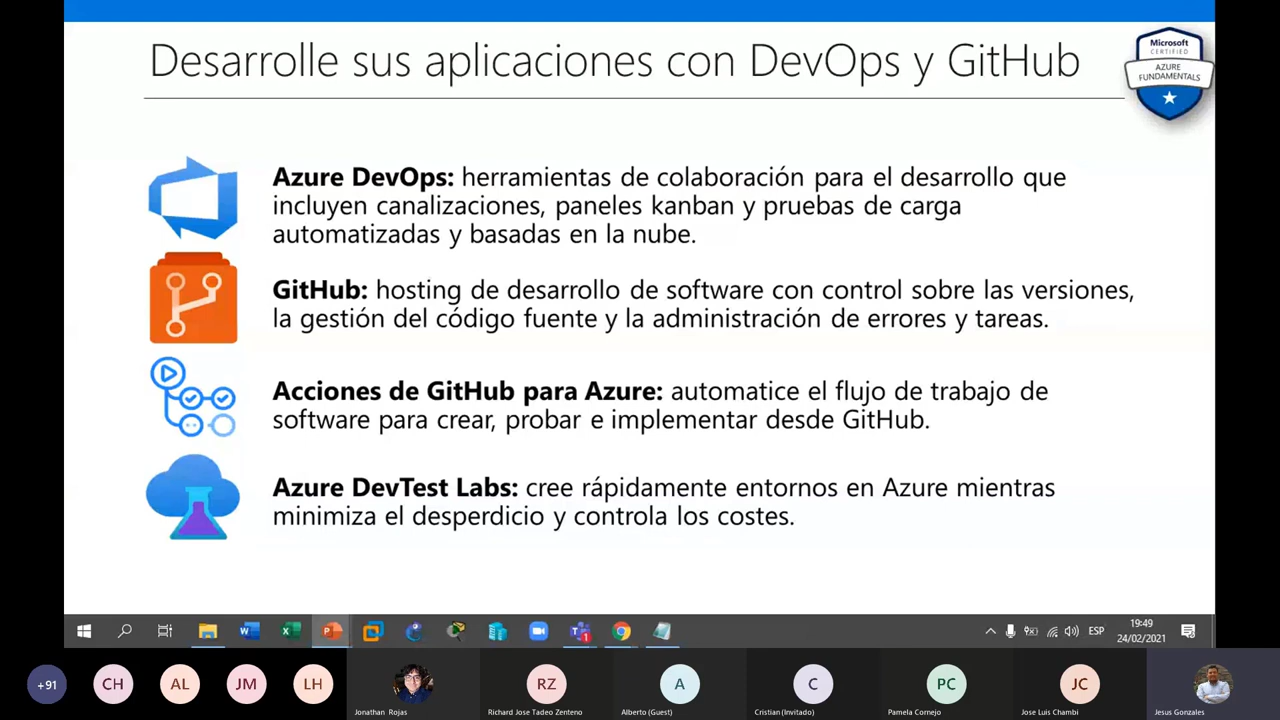 Desarrolle sus aplicaciones con DevOps y GitHub
Microsoft
CERTIFIED
AZURE
FUNDAMENTALS
Azure DevOps: herramientas de colaboración para el desarrollo que
incluyen canalizaciones, paneles kanban y pruebas de carga
automatizadas y basadas en la nube.
GitHub: hosting de desarrollo de software con control sobre las versiones,
la gestión del código fuente y la administración de errores y tareas.
Acciones de GitHub para Azure: automatice el flujo de trabajo de
software para crear, probar e implementar desde GitHub.
Azure DevTest Labs: cree rápidamente entornos en Azure mientras
minimiza el desperdicio y controla los costes.
ESP
19:49
24/02/2021
+91
CH
AL
JM
LH
RZ
A
C
PC
JC
Jonathan Rojas
Richard Jose Tadeo Zenteno
Alberto (Guest)
Cristian (Invitado)
Pamela Cornejo
Jose Luis Chambi
Jesus Gonzales